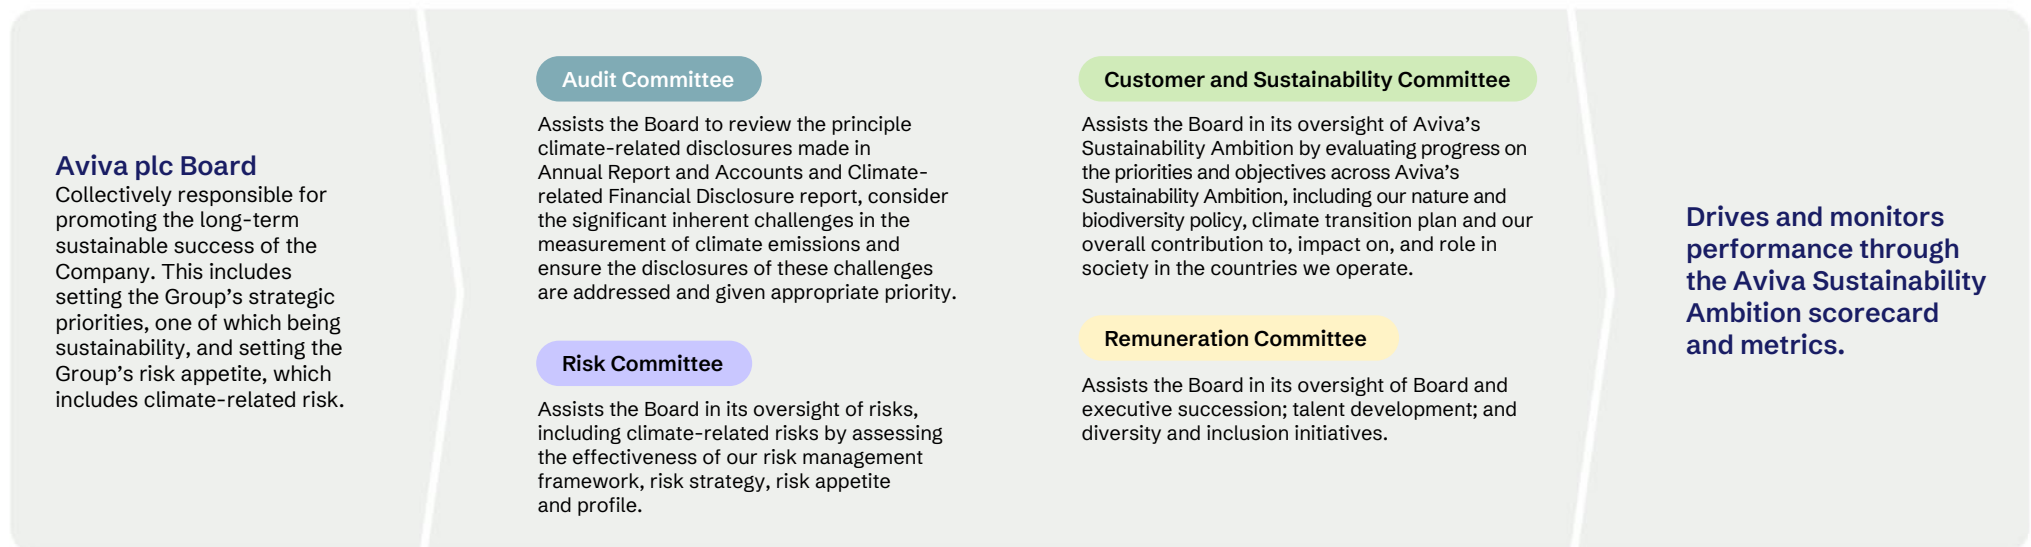 Aviva plc Board
Collectively responsible for
promoting the long-term
sustainable success of the
Company. This includes
setting the Group’s strategic
priorities, one of which being
sustainability, and setting the
Group’s risk appetite, which
includes climate-related risk.
Audit Committee
Assists the Board to review the principle
climate-related disclosures made in
Annual Report and Accounts and Climate-
related Financial Disclosure report, consider
the significant inherent challenges in the
measurement of climate emissions and
ensure the disclosures of these challenges
are addressed and given appropriate priority.
Risk Committee
Assists the Board in its oversight of risks,
including climate-related risks by assessing
the effectiveness of our risk management
framework, risk strategy, risk appetite
and profile.
Customer and Sustainability Committee
Assists the Board in its oversight of Aviva’s
Sustainability Ambition by evaluating progress on
the priorities and objectives across Aviva’s
Sustainability Ambition, including our nature and
biodiversity policy, climate transition plan and our
overall contribution to, impact on, and role in
society in the countries we operate.
Remuneration Committee
Assists the Board in its oversight of Board and
executive succession; talent development; and
diversity and inclusion initiatives.
Drives and monitors
performance through
the Aviva Sustainability
Ambition scorecard
and metrics.